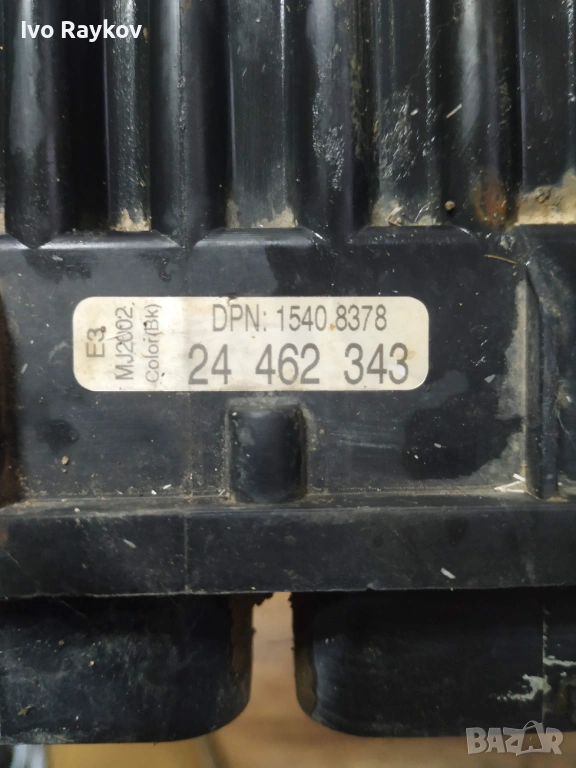 Ivo Raykov
E3
MJ2002
Color(Bk)
DPN: 1540 8378
24 462 343
BAZAR